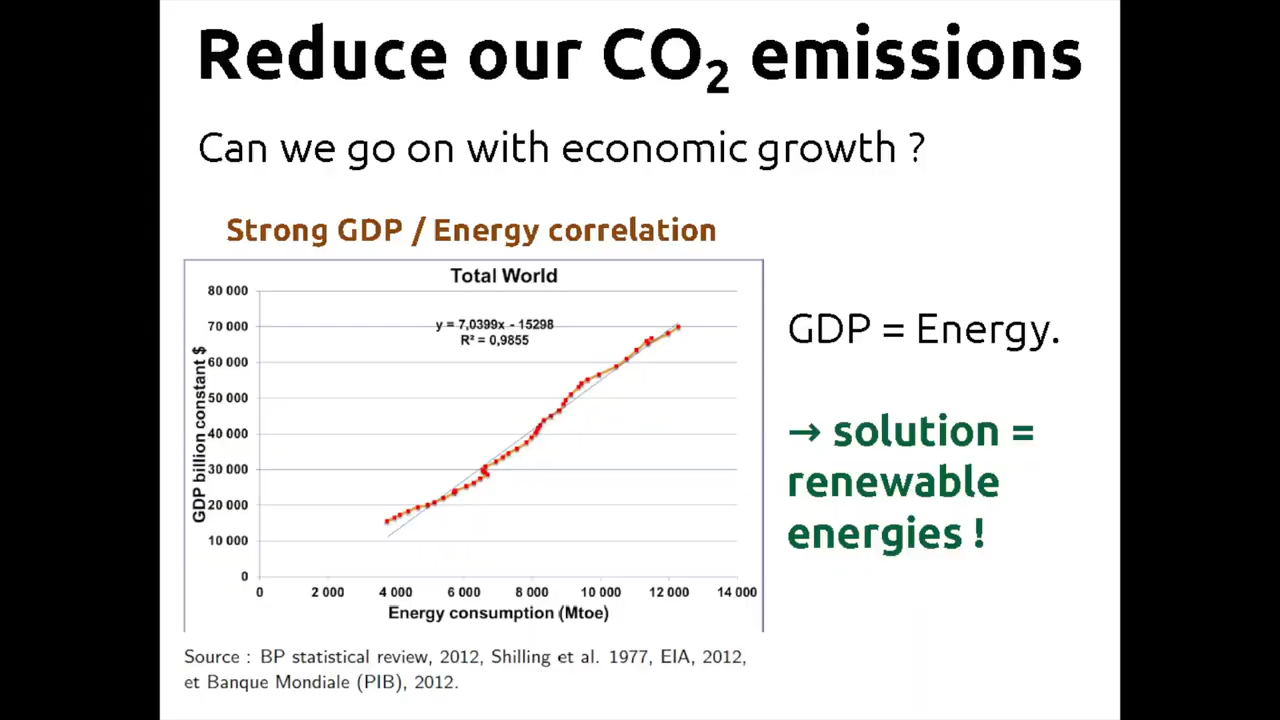 Reduce our CO₂ emissions
Can we go on with economic growth ?
Strong GDP / Energy correlation
Total World
80 000
70 000
60 000
50 000
40 000
30 000
20 000
10 000
0
GDP billion constant $
y = 7,0399x - 15298
R² = 0,9855
0 2 000 4 000 6 000 8 000 10 000 12 000 14 000
Energy consumption (Mtoe)
Source : BP statistical review, 2012, Shilling et al. 1977, EIA, 2012,
et Banque Mondiale (PIB), 2012.
GDP = Energy.
→ solution =
renewable
energies !